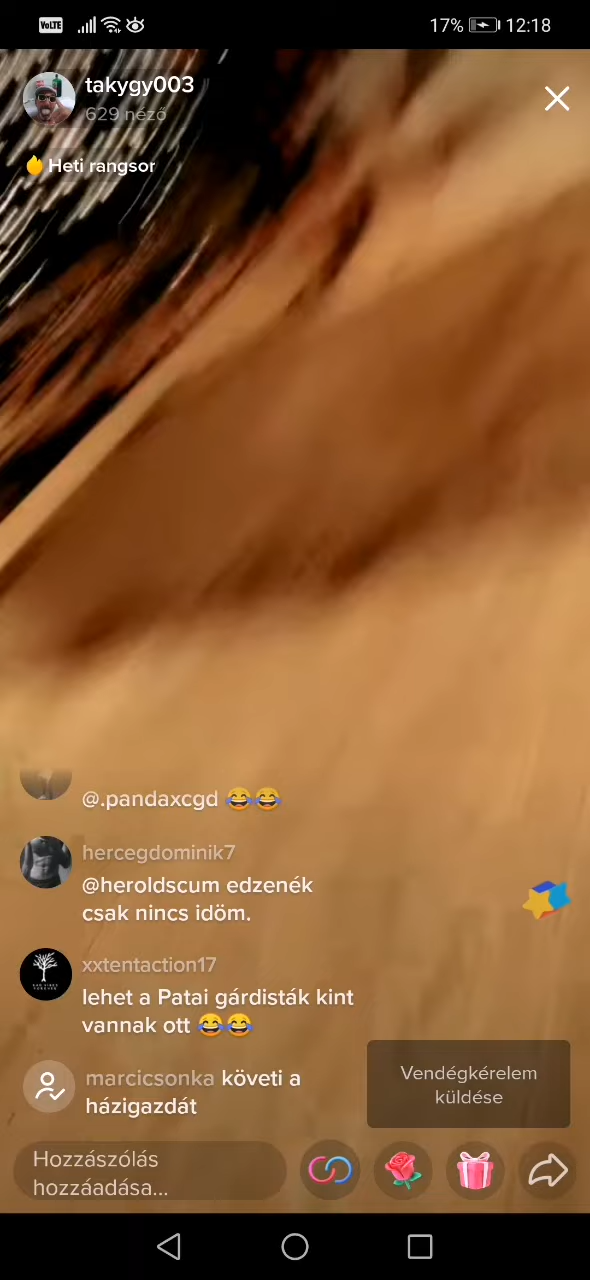 VoLTE 17% 12:18
takygy003
629 néző
Heti rangsor
@.pandaxcgd 😂😂
hercegdominik7
@heroldscum edzenék
csak nincs idöm.
xxtentaction17
lehet a Patai gárdisták kint
vannak ott 😂😂
marcicsonka követi a
házigazdát
Vendégkérelem
küldése
Hozzászólás
hozzáadása...